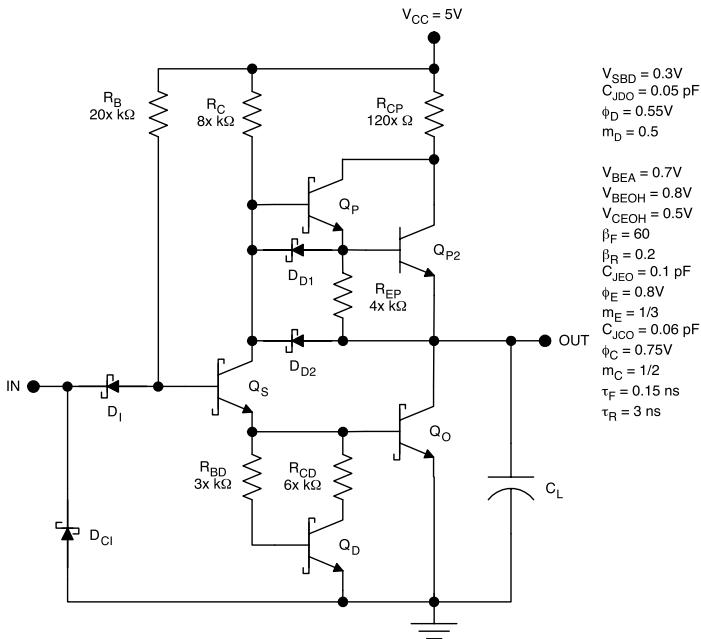 V_CC = 5V
R_B
20x kΩ
R_C
8x kΩ
R_CP
120x Ω
Q_P
Q_P2
D_D1
R_EP
4x kΩ
D_D2
OUT
IN
D_I
Q_S
Q_O
R_BD
3x kΩ
R_CD
6x kΩ
C_L
D_CI
Q_D
V_SBD = 0.3V
C_JDO = 0.05 pF
ϕ_D = 0.55V
m_D = 0.5
V_BEA = 0.7V
V_BEOH = 0.8V
V_CEOH = 0.5V
β_F = 60
β_R = 0.2
C_JEO = 0.1 pF
ϕ_E = 0.8V
m_E = 1/3
C_JCO = 0.06 pF
ϕ_C = 0.75V
m_C = 1/2
τ_F = 0.15 ns
τ_R = 3 ns